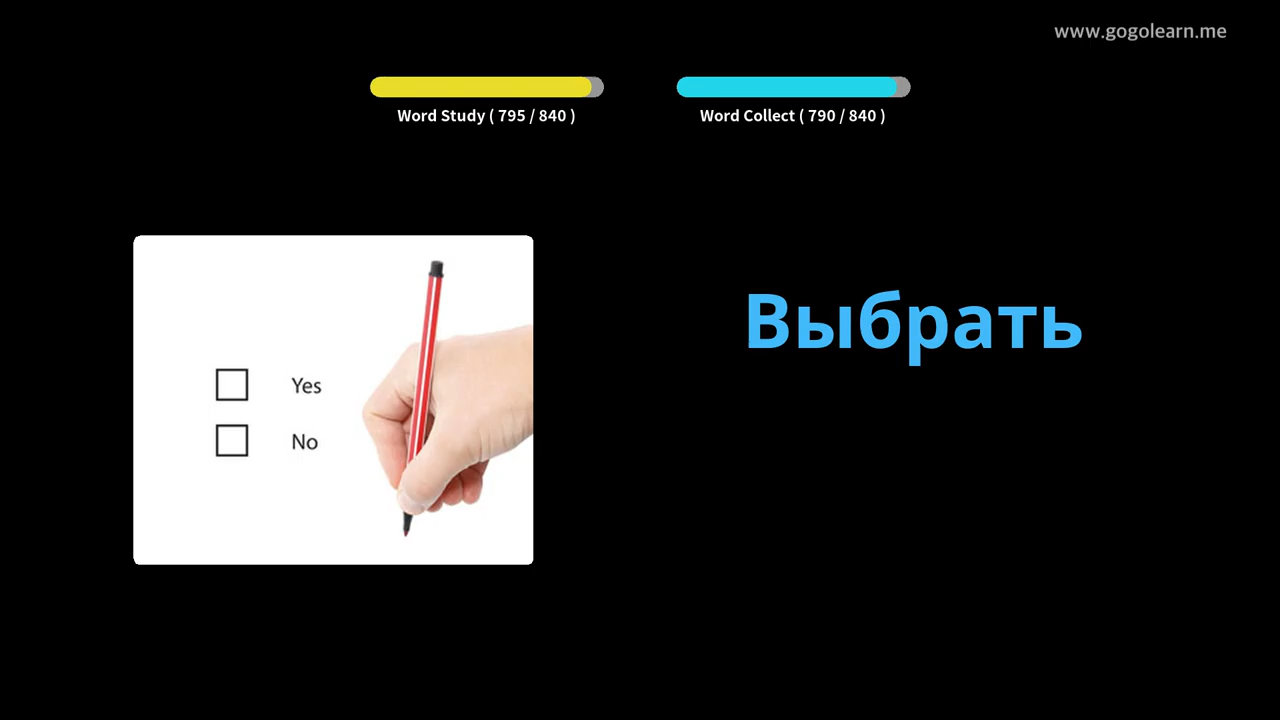 www.gogolearn.me
Word Study ( 795 / 840 )
Word Collect ( 790 / 840 )
Выбрать
Yes
No